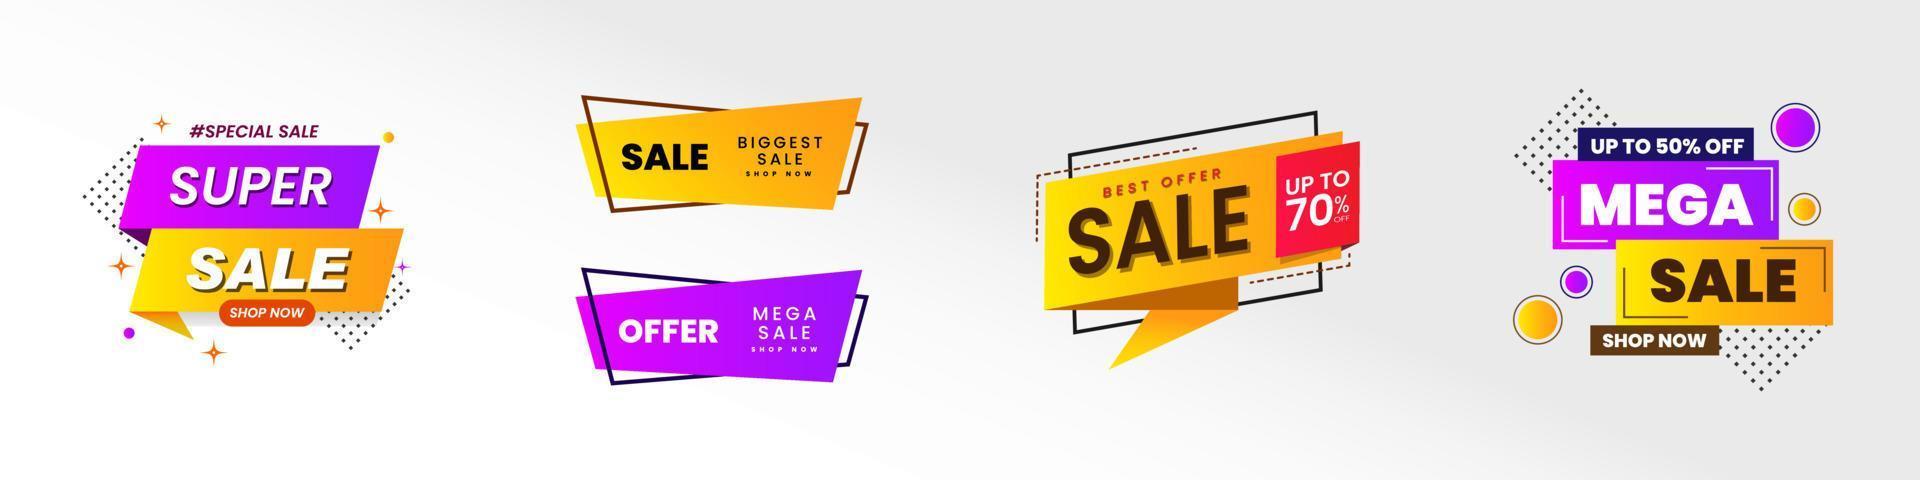 #SPECIAL SALE
SUPER
SALE
SHOP NOW
SALE
BIGGEST
SALE
SHOP NOW
OFFER
MEGA
SALE
SHOP NOW
BEST OFFER
SALE
UP TO
70%
OFF
UP TO 50% OFF
MEGA
SALE
SHOP NOW